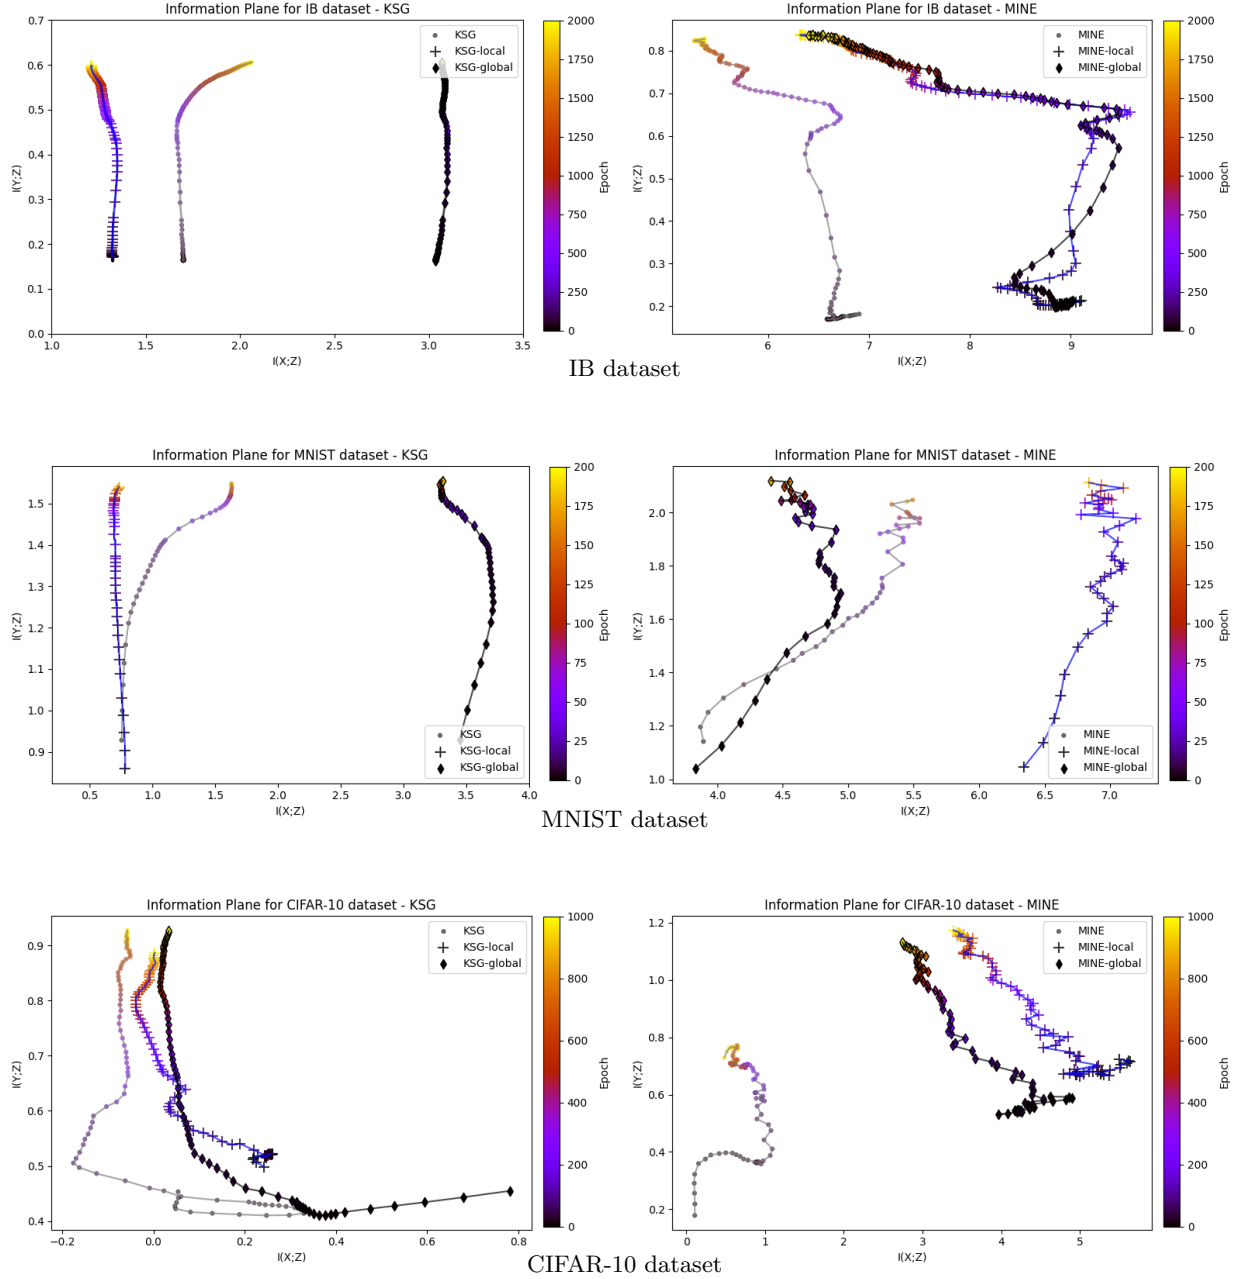 Information Plane for IB dataset - KSG
I(Y;Z)
0.7
0.6
0.5
0.4
0.3
0.2
0.1
0.0
1.0 1.5 2.0 2.5 3.0 3.5
I(X;Z)
KSG
KSG-local
KSG-global
2000
1750
1500
1250
1000
750
500
250
0
Epoch
Information Plane for IB dataset - MINE
I(Y;Z)
0.8
0.7
0.6
0.5
0.4
0.3
0.2
6 7 8 9
I(X;Z)
MINE
MINE-local
MINE-global
2000
1750
1500
1250
1000
750
500
250
0
Epoch
IB dataset
Information Plane for MNIST dataset - KSG
I(Y;Z)
1.5
1.4
1.3
1.2
1.1
1.0
0.9
0.5 1.0 1.5 2.0 2.5 3.0 3.5 4.0
I(X;Z)
KSG
KSG-local
KSG-global
200
175
150
125
100
75
50
25
0
Epoch
Information Plane for MNIST dataset - MINE
I(Y;Z)
2.0
1.8
1.6
1.4
1.2
1.0
4.0 4.5 5.0 5.5 6.0 6.5 7.0
I(X;Z)
MINE
MINE-local
MINE-global
200
175
150
125
100
75
50
25
0
Epoch
MNIST dataset
Information Plane for CIFAR-10 dataset - KSG
I(Y;Z)
0.9
0.8
0.7
0.6
0.5
0.4
−0.2 0.0 0.2 0.4 0.6 0.8
I(X;Z)
KSG
KSG-local
KSG-global
1000
800
600
400
200
0
Epoch
Information Plane for CIFAR-10 dataset - MINE
I(Y;Z)
1.2
1.0
0.8
0.6
0.4
0.2
0 1 2 3 4 5
I(X;Z)
MINE
MINE-local
MINE-global
1000
800
600
400
200
0
Epoch
CIFAR-10 dataset